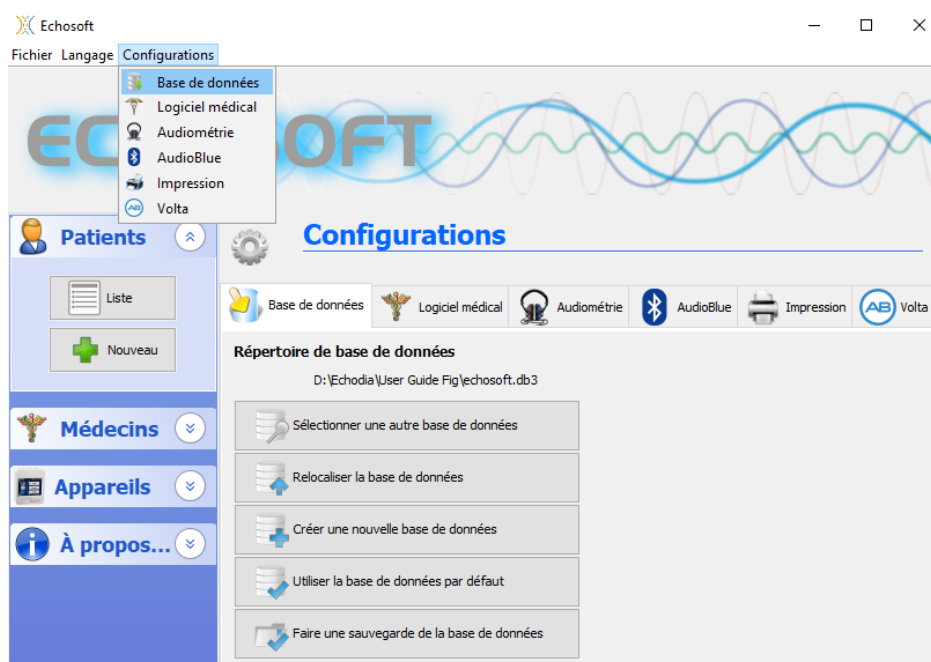 Echosoft
Fichier Langage Configurations
Base de données
Logiciel médical
Audiométrie
AudioBlue
Impression
AB Volta
Patients
Liste
Nouveau
Médecins
Appareils
À propos...
Configurations
Base de données Logiciel médical Audiométrie AudioBlue Impression AB Volta
Répertoire de base de données
D:\Echodia\User Guide Fig\echosoft.db3
Sélectionner une autre base de données
Relocaliser la base de données
Créer une nouvelle base de données
Utiliser la base de données par défaut
Faire une sauvegarde de la base de données